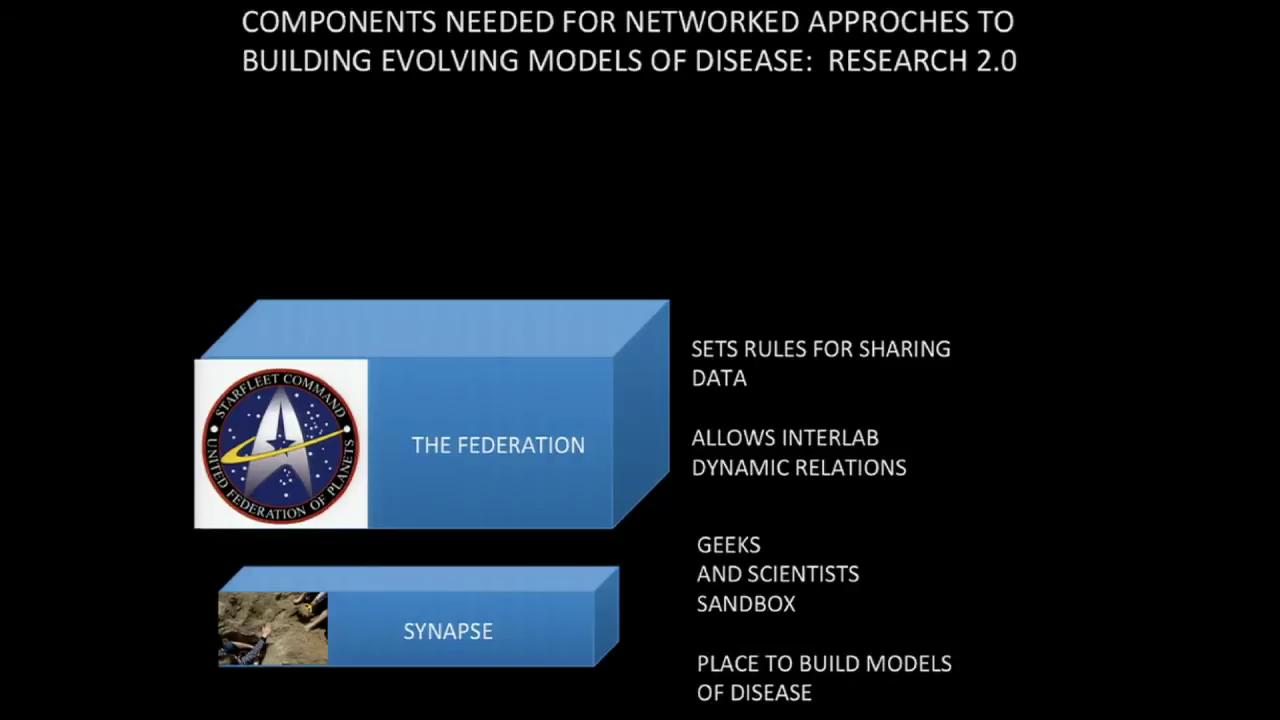 COMPONENTS NEEDED FOR NETWORKED APPROCHES TO
BUILDING EVOLVING MODELS OF DISEASE: RESEARCH 2.0
STARFLEET COMMAND
UNITED FEDERATION OF PLANETS
THE FEDERATION
SETS RULES FOR SHARING
DATA
ALLOWS INTERLAB
DYNAMIC RELATIONS
SYNAPSE
GEEKS
AND SCIENTISTS
SANDBOX
PLACE TO BUILD MODELS
OF DISEASE